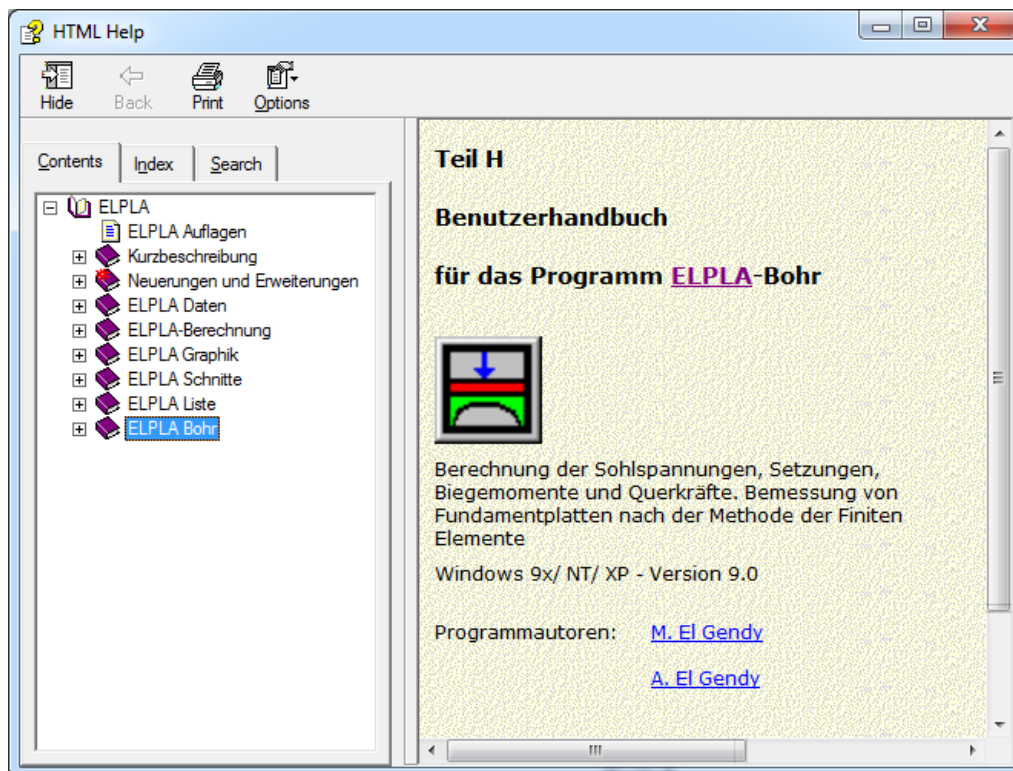 HTML Help
Hide Back Print Options
Contents Index Search
ELPLA
ELPLA Auflagen
Kurzbeschreibung
Neuerungen und Erweiterungen
ELPLA Daten
ELPLA-Berechnung
ELPLA Graphik
ELPLA Schnitte
ELPLA Liste
ELPLA Bohr
Teil H
Benutzerhandbuch
für das Programm ELPLA-Bohr
Berechnung der Sohlspannungen, Setzungen,
Biegemomente und Querkräfte. Bemessung von
Fundamentplatten nach der Methode der Finiten
Elemente
Windows 9x/ NT/ XP - Version 9.0
Programmautoren: M. El Gendy
A. El Gendy